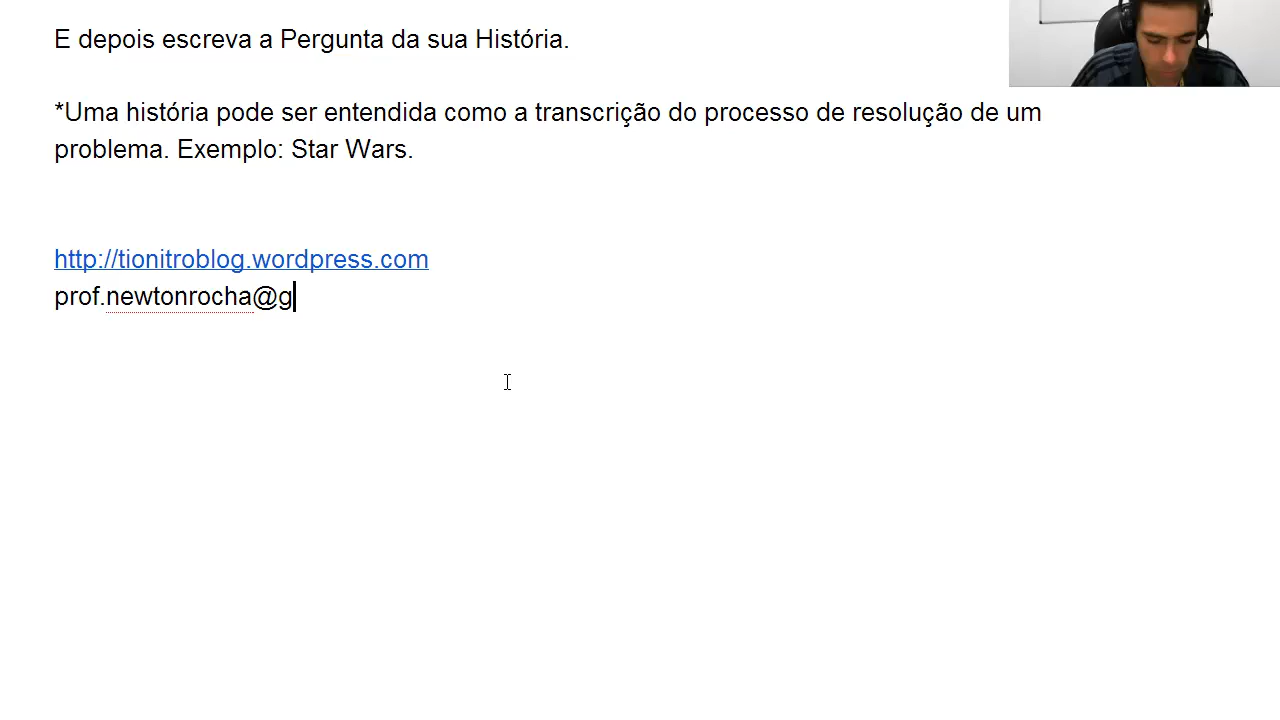 E depois escreva a Pergunta da sua História.
*Uma história pode ser entendida como a transcrição do processo de resolução de um
problema. Exemplo: Star Wars.
http://tionitroblog.wordpress.com
prof.newtonrocha@g